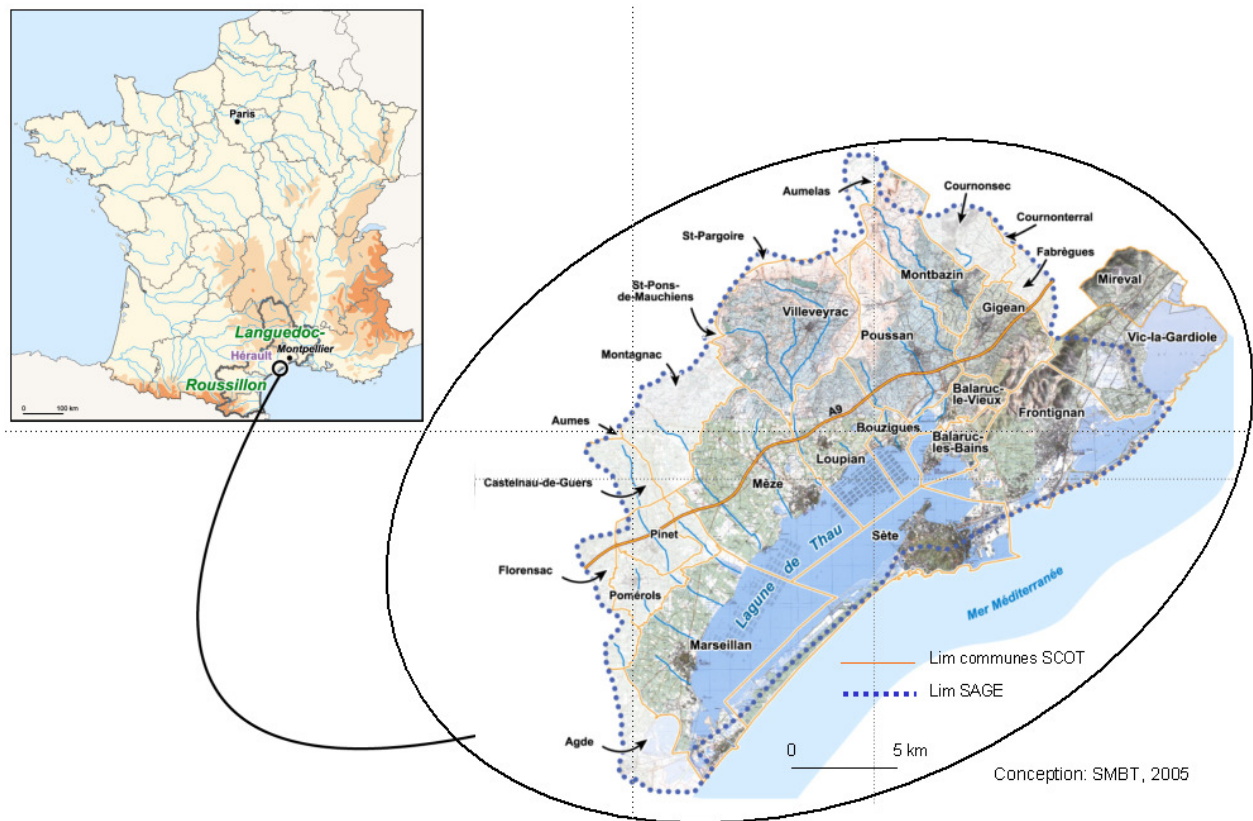 Paris
Languedoc-
Hérault
Montpellier
Roussillon
0 100 km
Aumelas
Cournonsec
Cournonterral
St-Pargoire
Fabrègues
Montbazin
Mireval
St-Pons-
de-Mauchiens
Villeveyrac
Gigean
Poussan
Vic-la-Gardiole
Montagnac
Balaruc-
le-Vieux
A9
Frontignan
Aumes
Bouzigues
Balaruc-
les-Bains
Loupian
Castelnau-de-Guers
Mèze
Sète
Pinet
Lagune de Thau
Florensac
Pomérols
Mer Méditerranée
Marseillan
Lim communes SCOT
Lim SAGE
Agde
0 5 km
Conception: SMBT, 2005